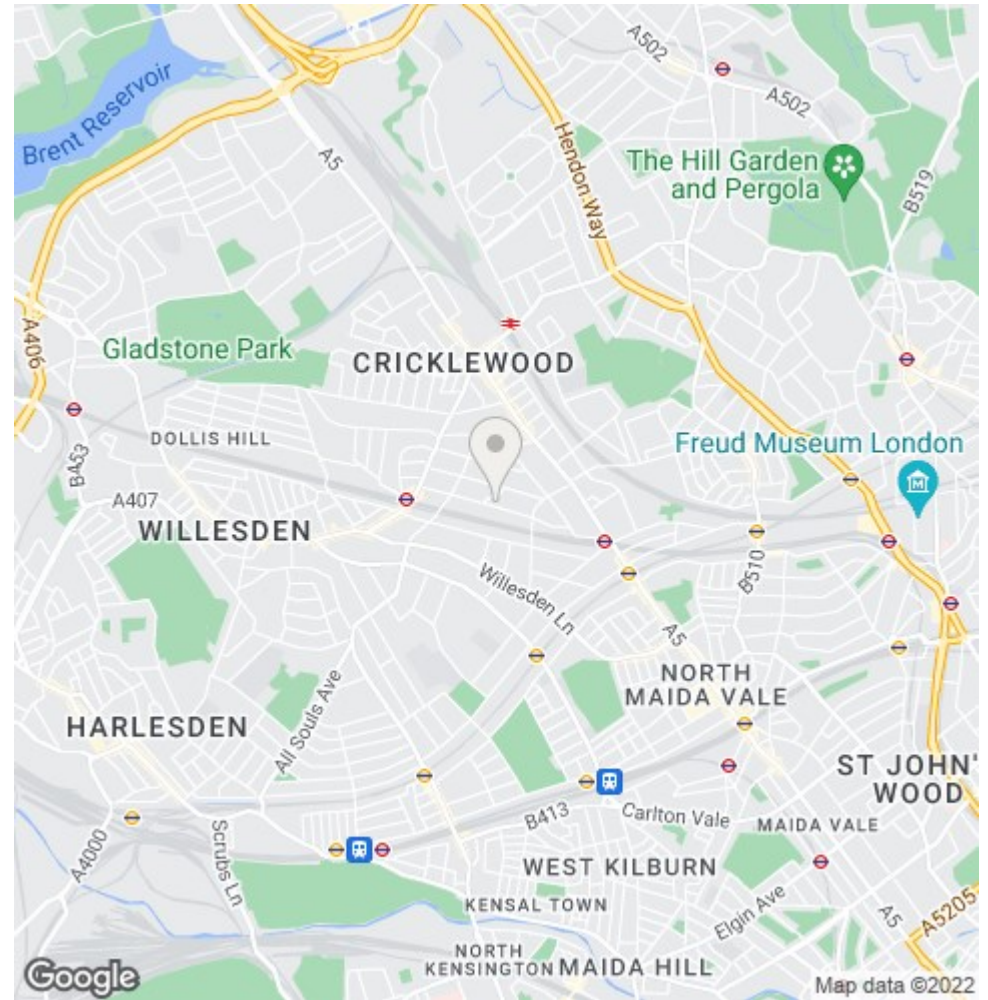 A502
A502
Brent Reservoir
A5
Hendon Way
The Hill Garden
and Pergola
B519
A406
Gladstone Park
CRICKLEWOOD
DOLLIS HILL
B453
Freud Museum London
A407
WILLESDEN
Willesden Ln
B510
A5
NORTH
MAIDA VALE
All Souls Ave
HARLESDEN
ST JOHN'
WOOD
B413
Carlton Vale
MAIDA VALE
A4000
Scrubs Ln
WEST KILBURN
KENSAL TOWN
Elgin Ave
A5
A5205
NORTH
KENSINGTON
MAIDA HILL
Google
Map data ©2022